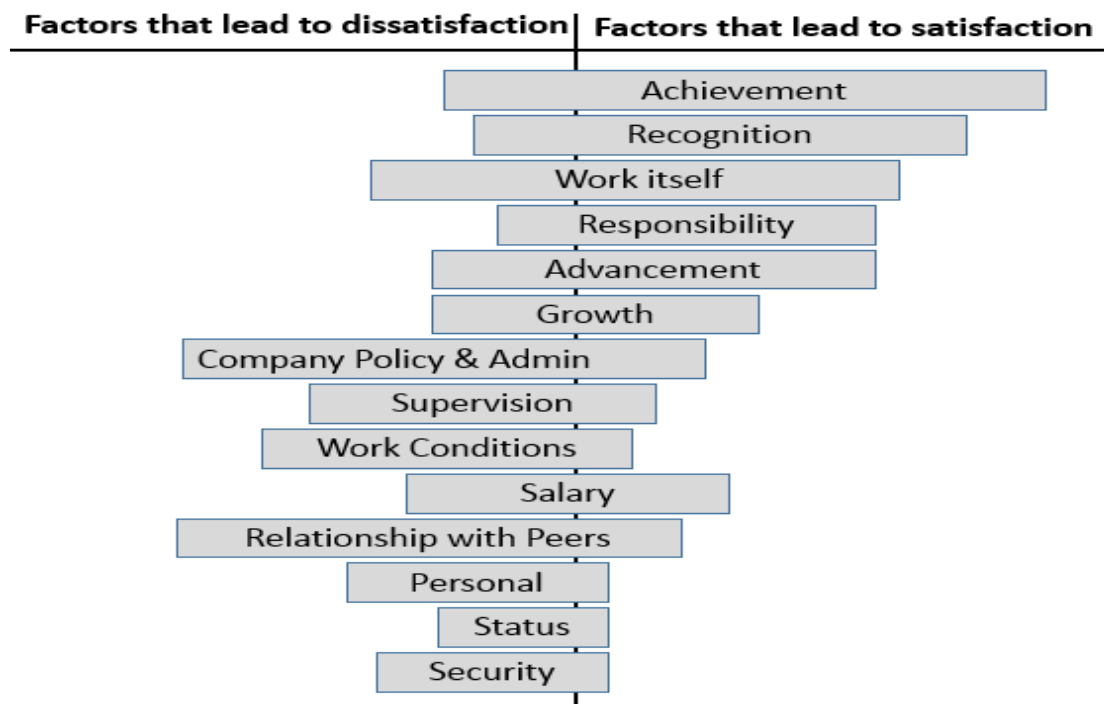 Factors that lead to dissatisfaction Factors that lead to satisfaction
Achievement
Recognition
Work itself
Responsibility
Advancement
Growth
Company Policy & Admin
Supervision
Work Conditions
Salary
Relationship with Peers
Personal
Status
Security